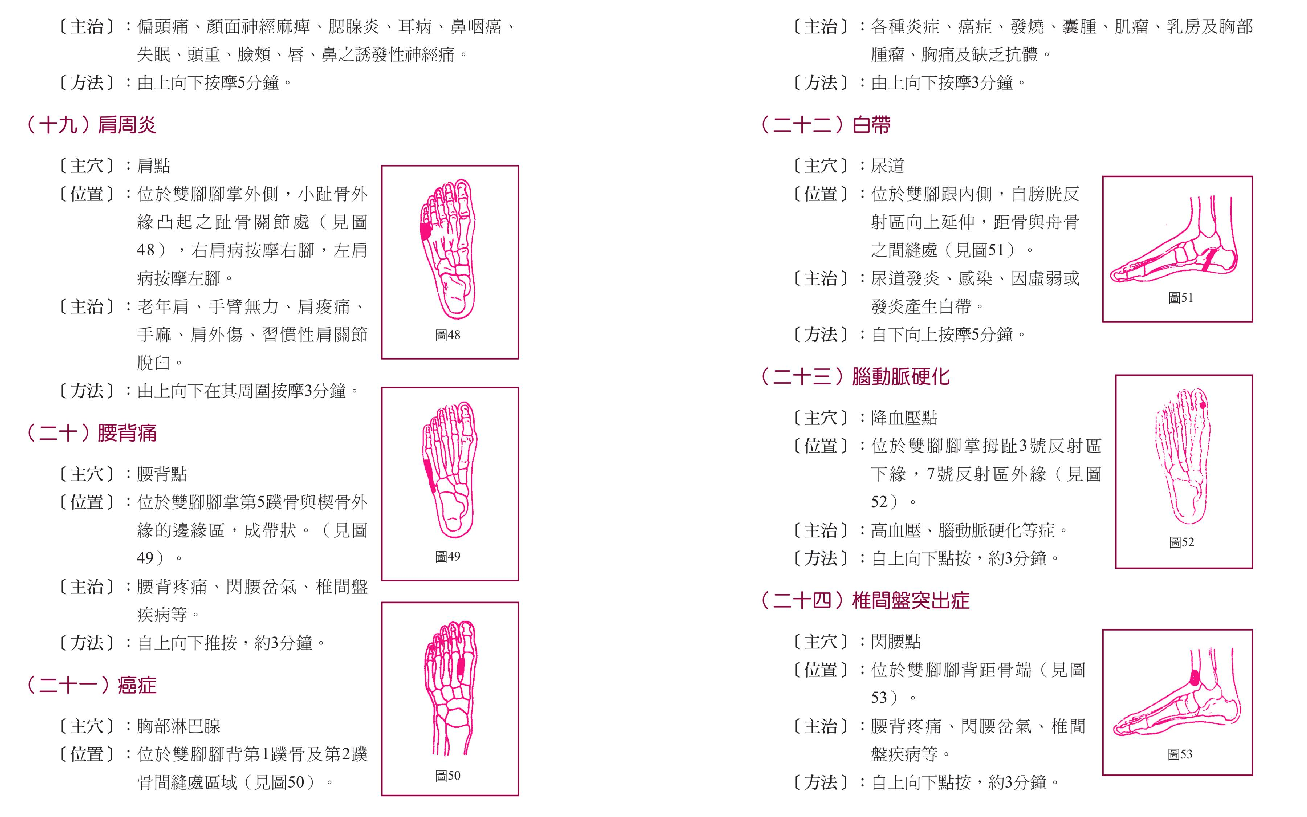 〔主治〕：偏頭痛、顏面神經麻痺、腮腺炎、耳病、鼻咽癌、
失眠、頭重、臉頰、唇、鼻之誘發性神經痛。
〔方法〕：由上向下按摩5分鐘。
（十九）肩周炎
〔主穴〕：肩點
〔位置〕：位於雙腳腳掌外側，小趾骨外
緣凸起之趾骨關節處（見圖
48），右肩病按摩右腳，左肩
病按摩左腳。
〔主治〕：老年肩、手臂無力、肩痠痛、
手麻、肩外傷、習慣性肩關節
脫臼。
〔方法〕：由上向下在其周圍按摩3分鐘。
圖48
（二十）腰背痛
〔主穴〕：腰背點
〔位置〕：位於雙腳腳掌第5蹼骨與楔骨外
緣的邊緣區，成帶狀。（見圖
49）。
〔主治〕：腰背疼痛、閃腰岔氣、椎間盤
疾病等。
〔方法〕：自上向下推按，約3分鐘。
圖49
（二十一）癌症
〔主穴〕：胸部淋巴腺
〔位置〕：位於雙腳腳背第1蹼骨及第2蹼
骨間縫處區域（見圖50）。
圖50
〔主治〕：各種炎症、癌症、發燒、囊腫、肌瘤、乳房及胸部
腫瘤、胸痛及缺乏抗體。
〔方法〕：由上向下按摩3分鐘。
（二十二）白帶
〔主穴〕：尿道
〔位置〕：位於雙腳跟內側，自膀胱反
射區向上延伸，距骨與舟骨
之間縫處（見圖51）。
〔主治〕：尿道發炎、感染、因虛弱或
發炎產生白帶。
〔方法〕：自下向上按摩5分鐘。
圖51
（二十三）腦動脈硬化
〔主穴〕：降血壓點
〔位置〕：位於雙腳腳掌拇趾3號反射區
下緣，7號反射區外緣（見圖
52）。
〔主治〕：高血壓、腦動脈硬化等症。
〔方法〕：自上向下點按，約3分鐘。
圖52
（二十四）椎間盤突出症
〔主穴〕：閃腰點
〔位置〕：位於雙腳腳背距骨端（見圖
53）。
〔主治〕：腰背疼痛、閃腰岔氣、椎間
盤疾病等。
〔方法〕：自上向下點按，約3分鐘。
圖53